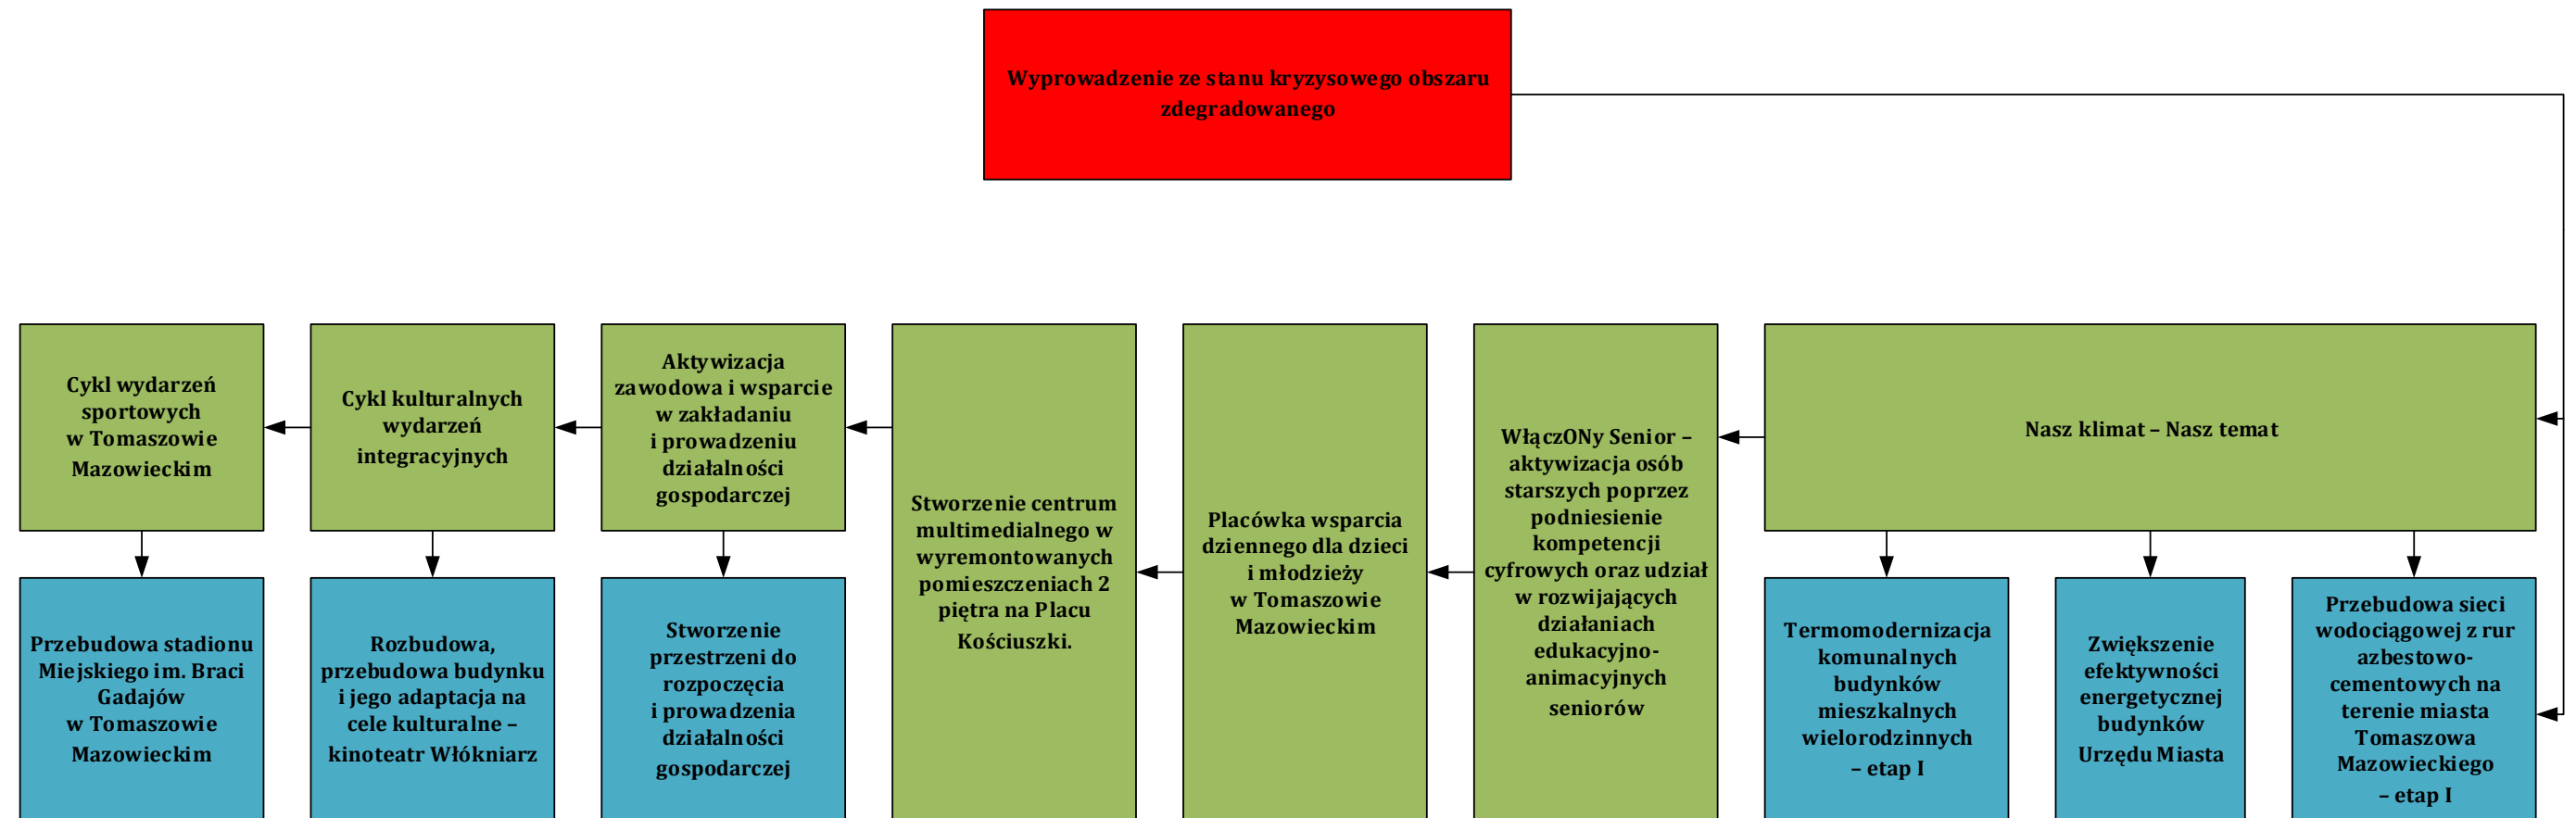 Wyprowadzenie ze stanu kryzysowego obszaru
zdegradowanego
Cykl wydarzeń
sportowych
w Tomaszowie
Mazowieckim
Cykl kulturalnych
wydarzeń
integracyjnych
Aktywizacja
zawodowa i wsparcie
w zakładaniu
i prowadzeniu
działalności
gospodarczej
Stworzenie centrum
multimedialnego w
wyremontowanych
pomieszczeniach 2
piętra na Placu
Kościuszki.
Placówka wsparcia
dziennego dla dzieci
i młodzieży
w Tomaszowie
Mazowieckim
WłączONy Senior –
aktywizacja osób
starszych poprzez
podniesienie
kompetencji
cyfrowych oraz udział
w rozwijających
działaniach
edukacyjno-
animacyjnych
seniorów
Nasz klimat – Nasz temat
Przebudowa stadionu
Miejskiego im. Braci
Gadajów
w Tomaszowie
Mazowieckim
Rozbudowa,
przebudowa budynku
i jego adaptacja na
cele kulturalne –
kinoteatr Włókniarz
Stworzenie
przestrzeni do
rozpoczęcia
i prowadzenia
działalności
gospodarczej
Termomodernizacja
komunalnych
budynków
mieszkalnych
wielorodzinnych
– etap I
Zwiększenie
efektywności
energetycznej
budynków
Urzędu Miasta
Przebudowa sieci
wodociągowej z rur
azbestowo-
cementowych na
terenie miasta
Tomaszowa
Mazowieckiego
– etap I